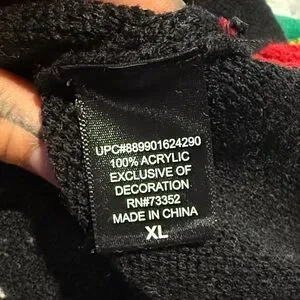 UPC#889901624290
100% ACRYLIC
EXCLUSIVE OF
DECORATION
RN#73352
MADE IN CHINA
XL